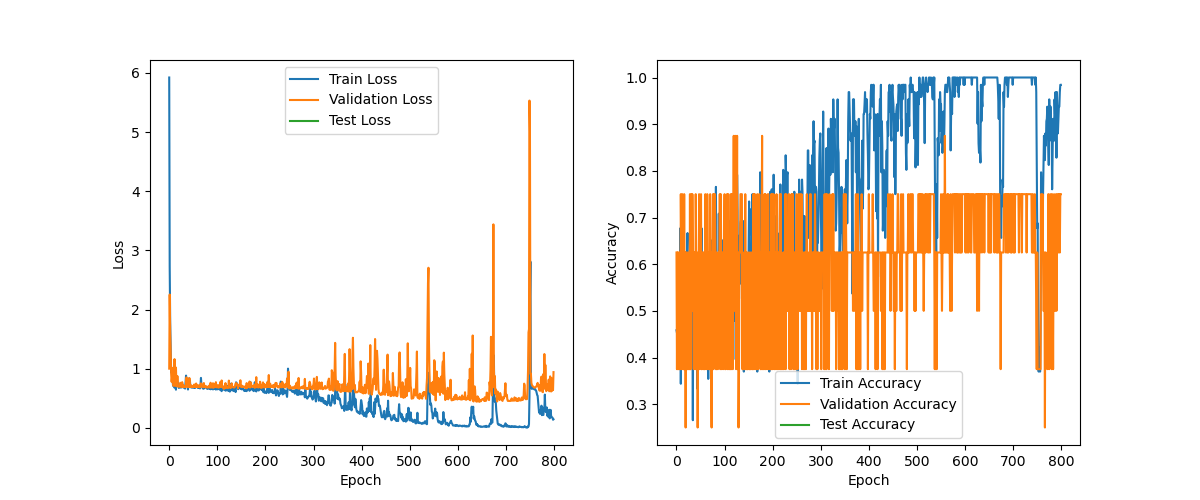 Train Loss
Validation Loss
Test Loss
6
5
4
3
2
1
0
Loss
0 100 200 300 400 500 600 700 800
Epoch
1.0
0.9
0.8
0.7
0.6
0.5
0.4
0.3
Accuracy
Train Accuracy
Validation Accuracy
Test Accuracy
0 100 200 300 400 500 600 700 800
Epoch